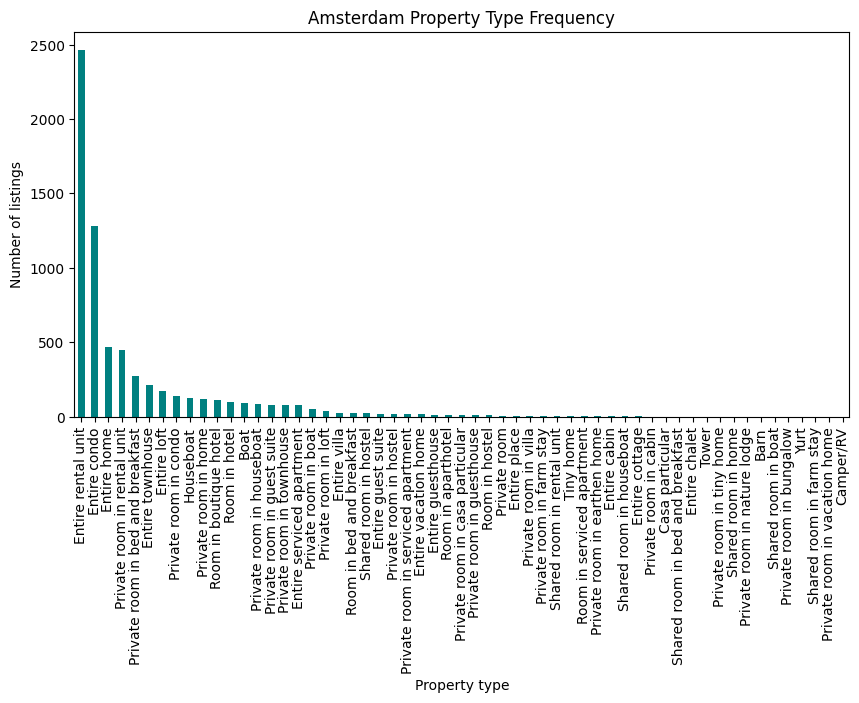 Amsterdam Property Type Frequency
Number of listings
2500
2000
1500
1000
500
0
Entire rental unit
Entire condo
Entire home
Private room in rental unit
Private room in bed and breakfast
Entire townhouse
Entire loft
Private room in condo
Houseboat
Private room in home
Room in boutique hotel
Room in hotel
Boat
Private room in houseboat
Private room in guest suite
Private room in townhouse
Entire serviced apartment
Private room in boat
Private room in loft
Entire villa
Room in bed and breakfast
Shared room in hostel
Entire guest suite
Private room in hostel
Private room in serviced apartment
Entire vacation home
Entire guesthouse
Room in aparthotel
Private room in casa particular
Private room in guesthouse
Room in hostel
Private room
Entire place
Private room in villa
Private room in farm stay
Shared room in rental unit
Tiny home
Room in serviced apartment
Private room in earthen home
Entire cabin
Shared room in houseboat
Entire cottage
Private room in cabin
Casa particular
Shared room in bed and breakfast
Entire chalet
Tower
Private room in tiny home
Shared room in home
Private room in nature lodge
Barn
Shared room in boat
Private room in bungalow
Yurt
Shared room in farm stay
Private room in vacation home
Camper/RV
Property type